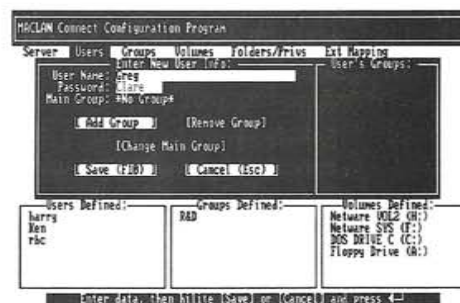 MACLAN Connect Configuration Program
Server Users Groups Volumes Folders/Privs Ext Mapping
Enter New User Info: User's Groups:
User Name: Greg
Password: Clare
Main Group: *No Group*
[ Add Group ] [Remove Group]
[Change Main Group]
[ Save (F10) ] [ Cancel (Esc) ]
Users Defined: Groups Defined: Volumes Defined:
harry R&D Netware VOL2 (H:)
Ken Netware SYS (F:)
rbc DOS DRIVE C (C:)
Floppy Drive (A:)
Enter data, then hilite [Save] or [Cancel] and press ←┘